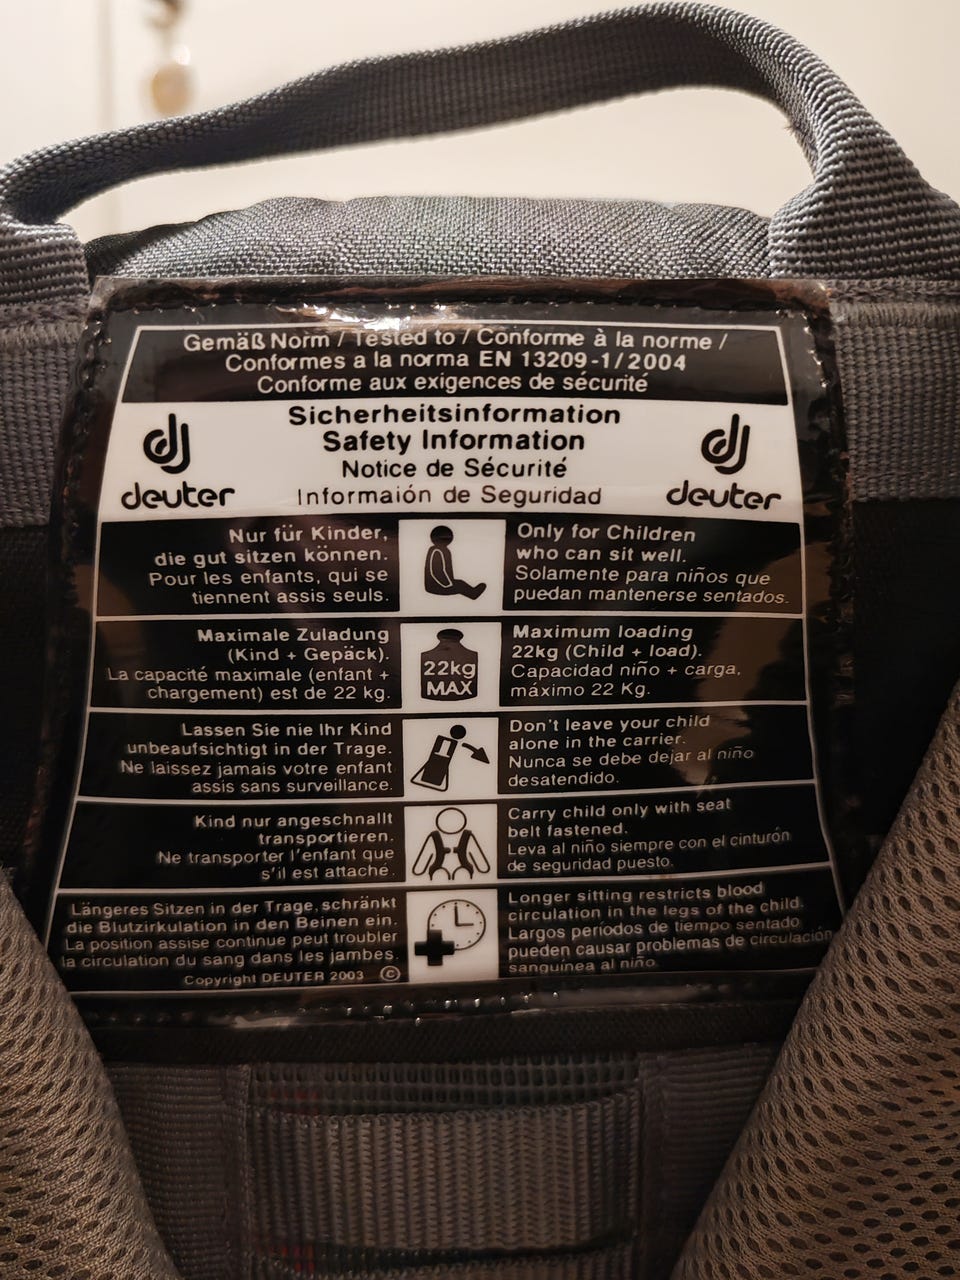 Gemäß Norm / Tested to / Conforme à la norme /
Conformes a la norma EN 13209-1/2004
Conforme aux exigences de sécurité
Sicherheitsinformation
Safety Information
Notice de Sécurité
Informaión de Seguridad
deuter
deuter
Nur für Kinder,
die gut sitzen können.
Pour les enfants, qui se
tiennent assis seuls.
Only for Children
who can sit well.
Solamente para niños que
puedan mantenerse sentados.
Maximale Zuladung
(Kind + Gepäck).
La capacité maximale (enfant +
chargement) est de 22 kg.
22kg
MAX
Maximum loading
22kg (Child + load).
Capacidad niño + carga,
máximo 22 Kg.
Lassen Sie nie Ihr Kind
unbeaufsichtigt in der Trage.
Ne laissez jamais votre enfant
assis sans surveillance.
Don't leave your child
alone in the carrier.
Nunca se debe dejar al niño
desatendido.
Kind nur angeschnallt
transportieren.
Ne transporter l'enfant que
s'il est attaché.
Carry child only with seat
belt fastened.
Leva al niño siempre con el cinturón
de seguridad puesto.
Längeres Sitzen in der Trage, schränkt
die Blutzirkulation in den Beinen ein.
La position assise continue peut troubler
la circulation du sang dans les jambes.
Copyright DEUTER 2003 ©
Longer sitting restricts blood
circulation in the legs of the child.
Largos periodos de tiempo sentado
pueden causar problemas de circulación
sanguinea al niño.